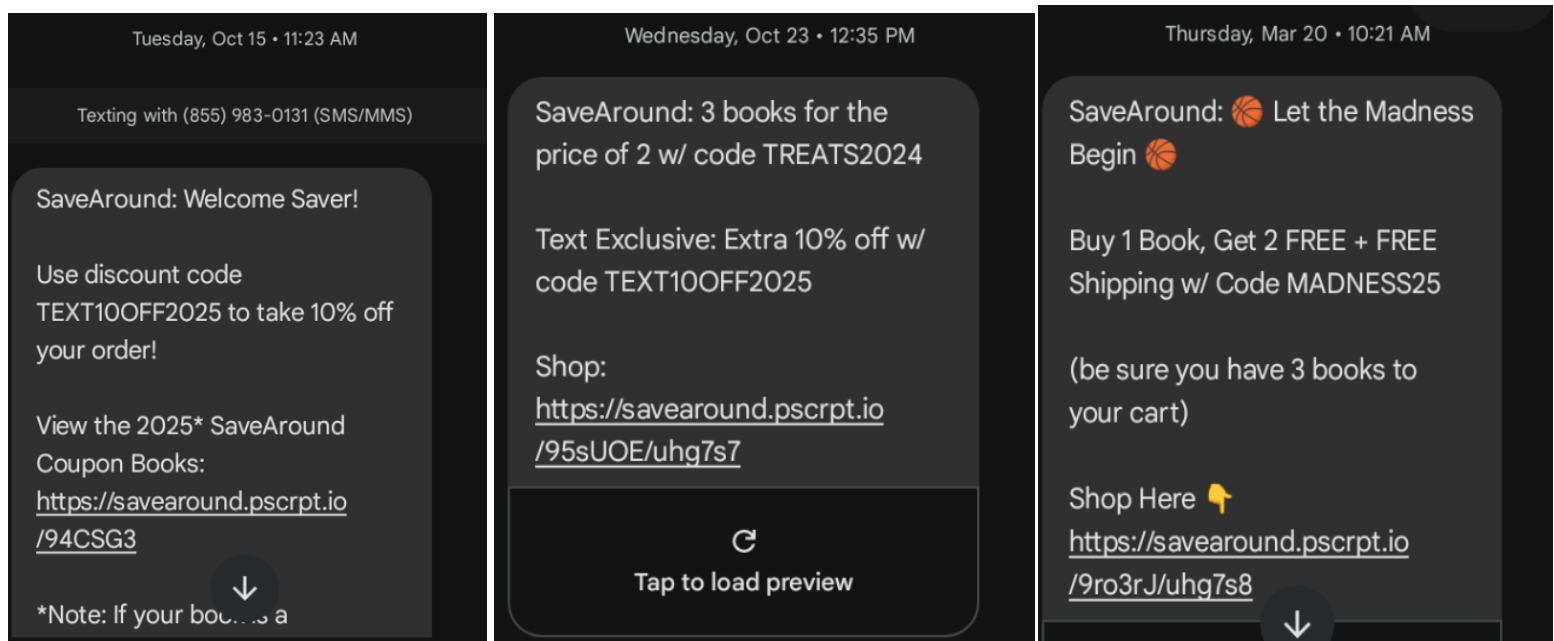 Tuesday, Oct 15 • 11:23 AM
Texting with (855) 983-0131 (SMS/MMS)
SaveAround: Welcome Saver!
Use discount code
TEXT10OFF2025 to take 10% off
your order!
View the 2025* SaveAround
Coupon Books:
https://savearound.pscrpt.io
/94CSG3
*Note: If your a
Wednesday, Oct 23 • 12:35 PM
SaveAround: 3 books for the
price of 2 w/ code TREATS2024
Text Exclusive: Extra 10% off w/
code TEXT10OFF2025
Shop:
https://savearound.pscrpt.io
/95sUOE/uhg7s7
Tap to load preview
Thursday, Mar 20 • 10:21 AM
SaveAround: 🏀 Let the Madness
Begin 🏀
Buy 1 Book, Get 2 FREE + FREE
Shipping w/ Code MADNESS25
(be sure you have 3 books to
your cart)
Shop Here 👇
https://savearound.pscrpt.io
/9ro3rJ/uhg7s8